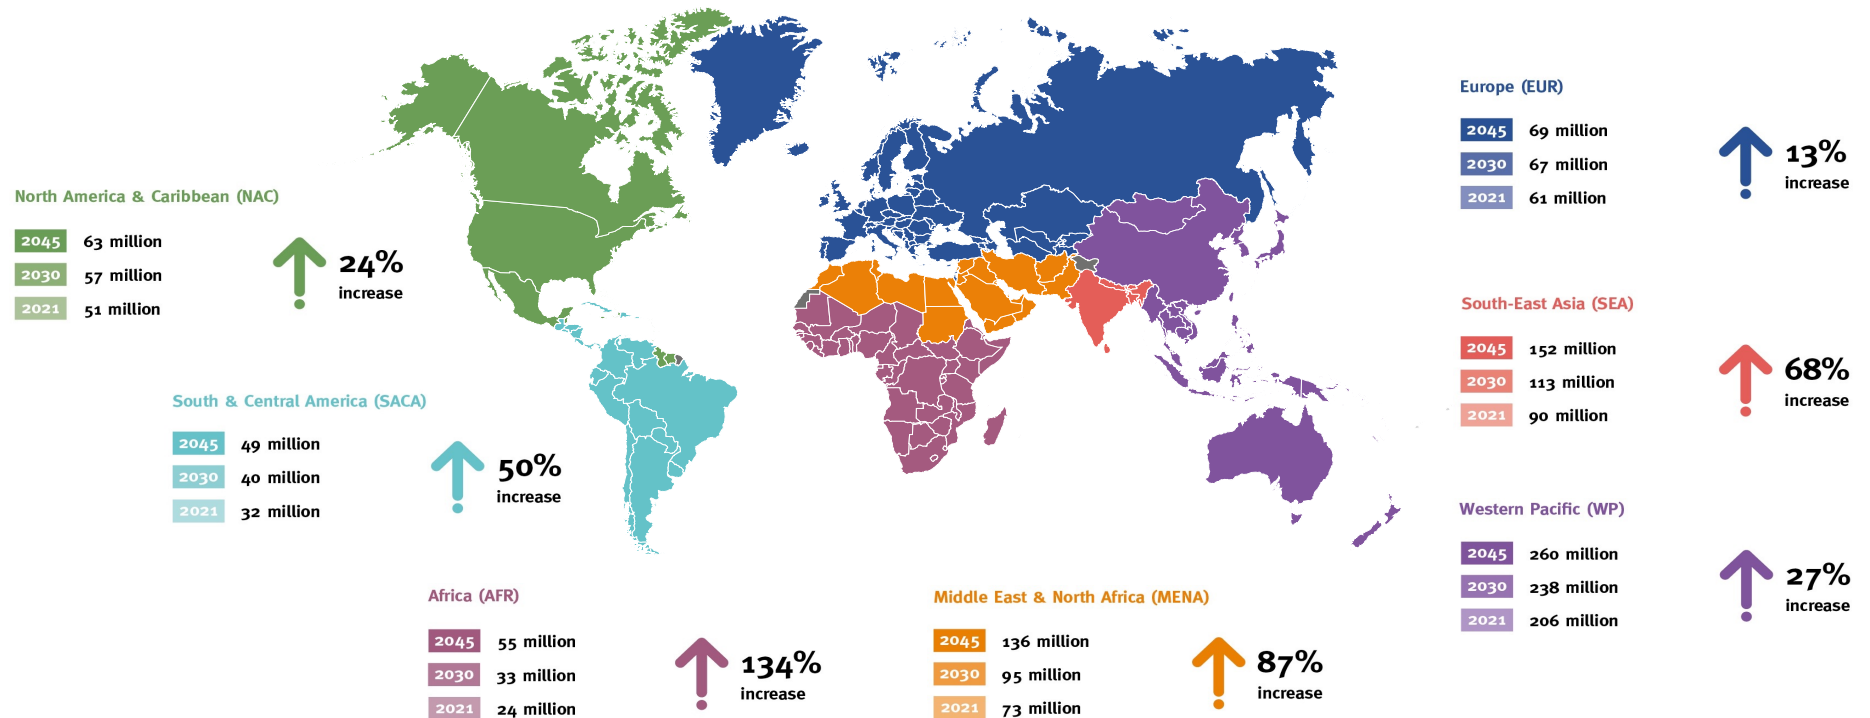 North America & Caribbean (NAC)
2045 63 million
2030 57 million
2021 51 million
24%
increase
South & Central America (SACA)
2045 49 million
2030 40 million
2021 32 million
50%
increase
Africa (AFR)
2045 55 million
2030 33 million
2021 24 million
134%
increase
Middle East & North Africa (MENA)
2045 136 million
2030 95 million
2021 73 million
87%
increase
Europe (EUR)
2045 69 million
2030 67 million
2021 61 million
13%
increase
South-East Asia (SEA)
2045 152 million
2030 113 million
2021 90 million
68%
increase
Western Pacific (WP)
2045 260 million
2030 238 million
2021 206 million
27%
increase